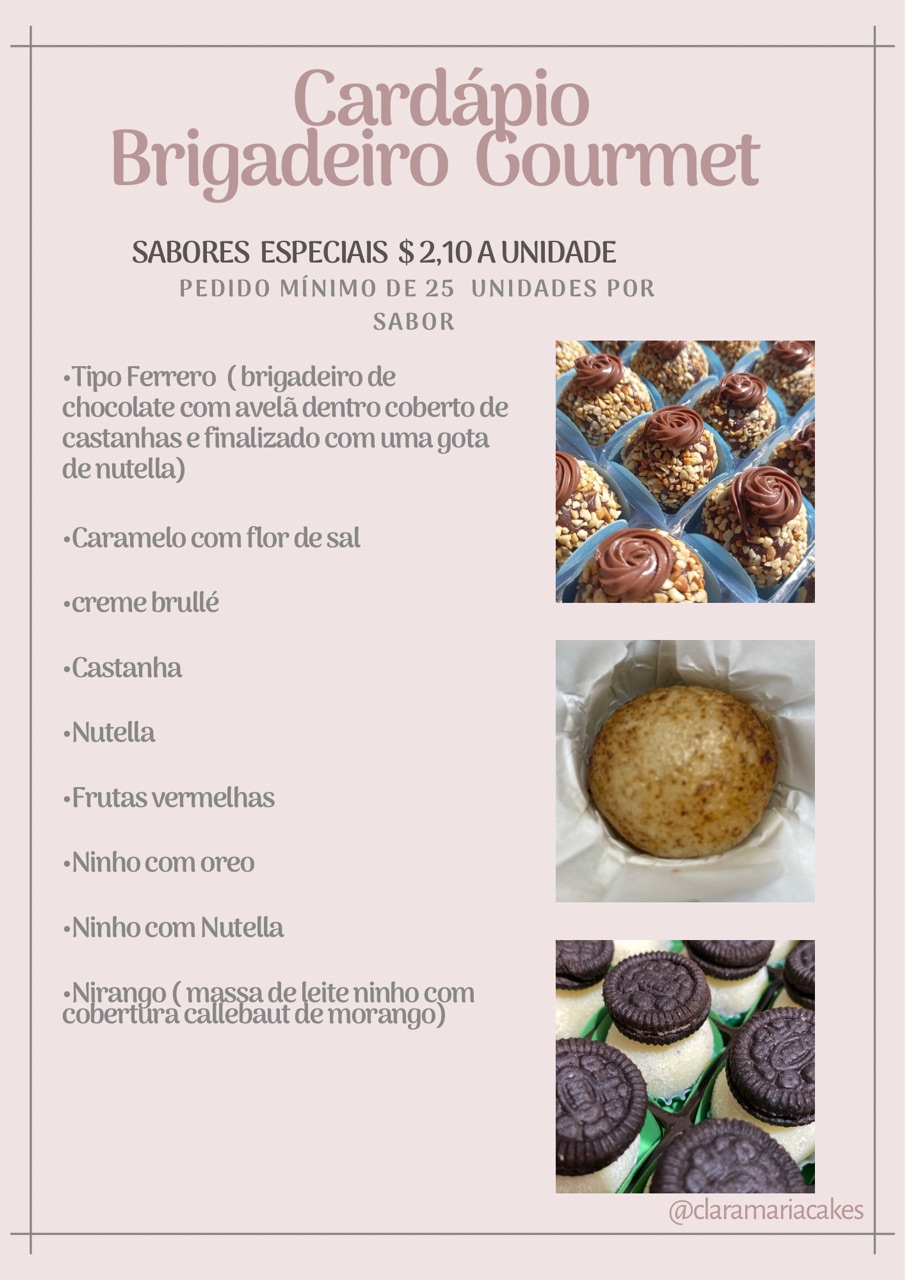 Cardápio
Brigadeiro Gourmet
SABORES ESPECIAIS $ 2,10 A UNIDADE
PEDIDO MÍNIMO DE 25 UNIDADES POR
SABOR
•Tipo Ferrero ( brigadeiro de
chocolate com avelã dentro coberto de
castanhas e finalizado com uma gota
de nutella)
•Caramelo com flor de sal
•creme brullé
•Castanha
•Nutella
•Frutas vermelhas
•Ninho com oreo
•Ninho com Nutella
•Nirango ( massa de leite ninho com
cobertura callebaut de morango)
@claramariacakes